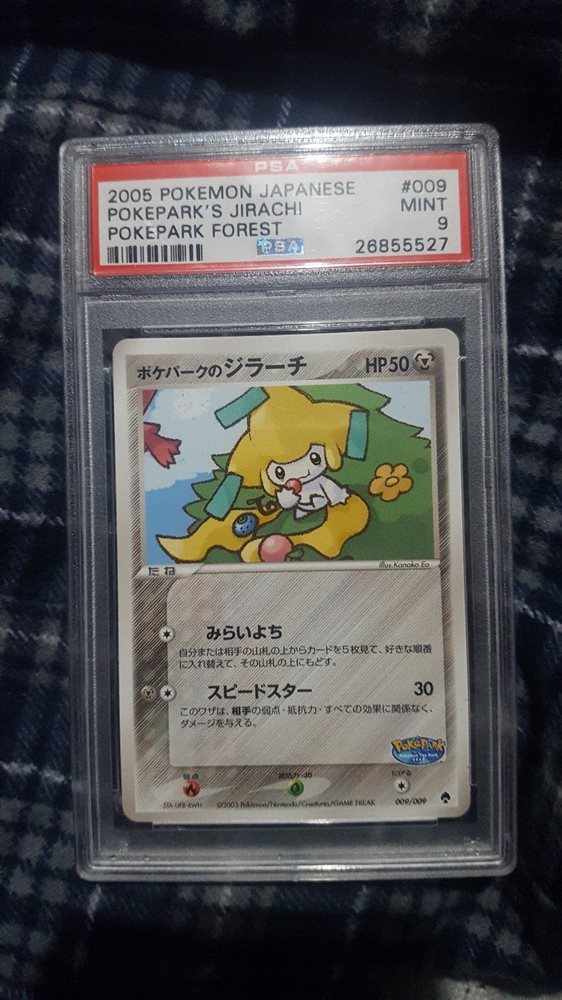 PSA
2005 POKEMON JAPANESE #009
POKEPARK'S JIRACHI MINT
POKEPARK FOREST 9
PSA 26855527
ポケパークのジラーチ HP50
たね
illus.Kanako Eo
みらいよち
自分または相手の山札の上からカードを5枚見て、好きな順番
に入れ替えて、その山札の上にもどす。
スピードスター 30
このワザは、相手の弱点・抵抗力・すべての効果に関係なく、
ダメージを与える。
PokéPark
弱点 抵抗力 -30 にげる
©2005 Pokémon/Nintendo/Creatures/GAME FREAK
009/009